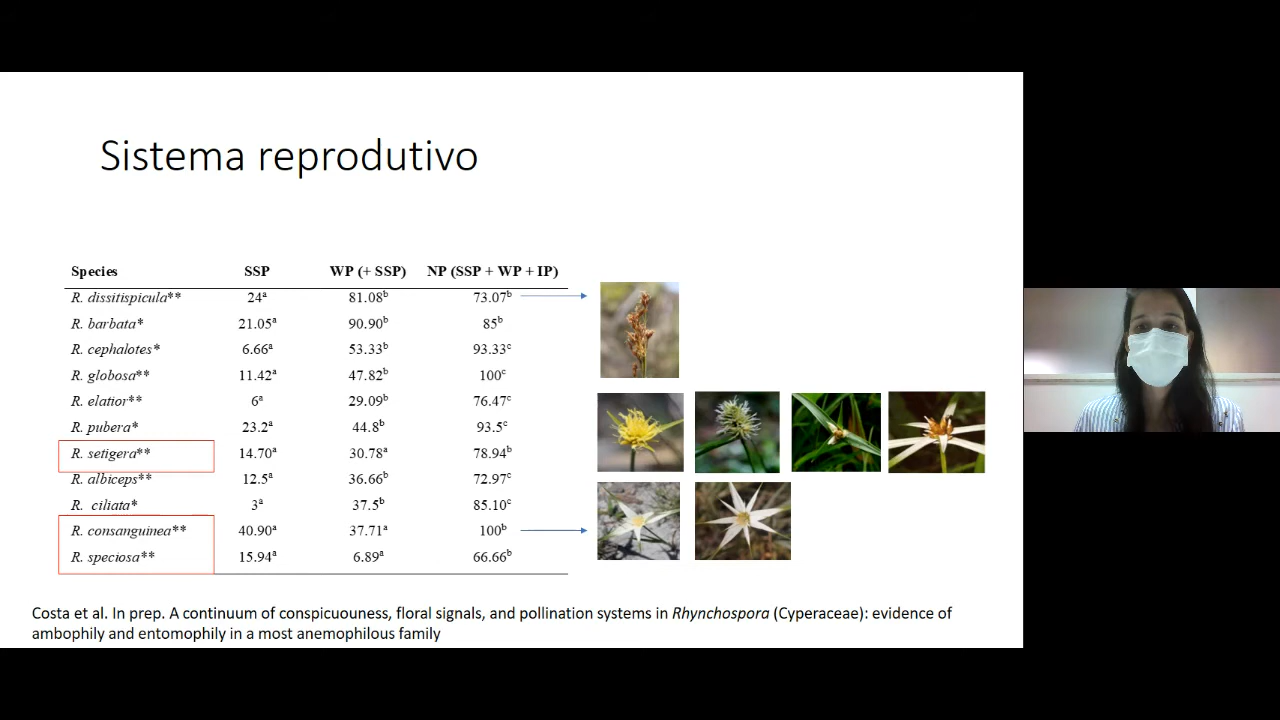 Sistema reprodutivo
Species SSP WP (+ SSP) NP (SSP + WP + IP)
R. dissitispicula** 24ᵃ 81.08ᵇ 73.07ᵇ
R. barbata* 21.05ᵃ 90.90ᵇ 85ᵇ
R. cephalotes* 6.66ᵃ 53.33ᵇ 93.33ᶜ
R. globosa** 11.42ᵃ 47.82ᵇ 100ᶜ
R. elatior** 6ᵃ 29.09ᵇ 76.47ᶜ
R. pubera* 23.2ᵃ 44.8ᵇ 93.5ᶜ
R. setigera** 14.70ᵃ 30.78ᵃ 78.94ᵇ
R. albiceps** 12.5ᵃ 36.66ᵇ 72.97ᶜ
R. ciliata* 3ᵃ 37.5ᵇ 85.10ᶜ
R. consanguinea** 40.90ᵃ 37.71ᵃ 100ᵇ
R. speciosa** 15.94ᵃ 6.89ᵃ 66.66ᵇ
Costa et al. In prep. A continuum of conspicuouness, floral signals, and pollination systems in Rhynchospora (Cyperaceae): evidence of
ambophily and entomophily in a most anemophilous family